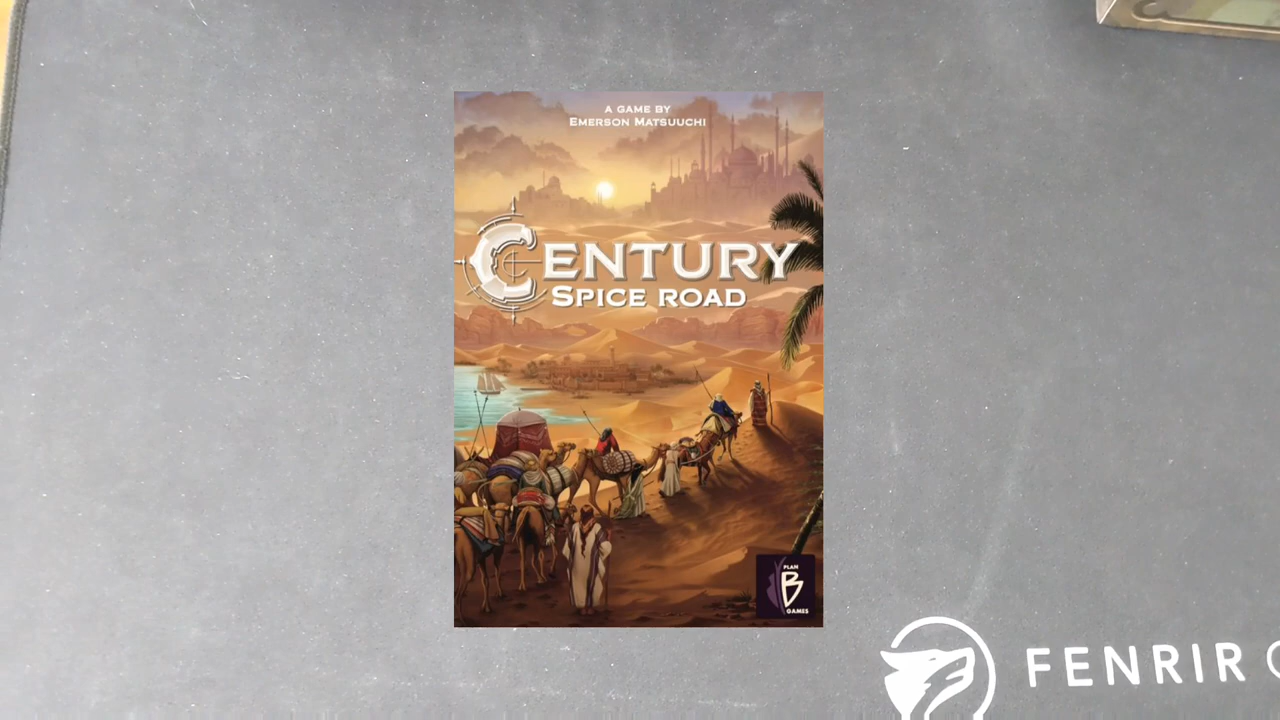 A GAME BY
EMERSON MATSUUCHI
CENTURY
SPICE ROAD
PLAN
B
GAMES
FENRIR